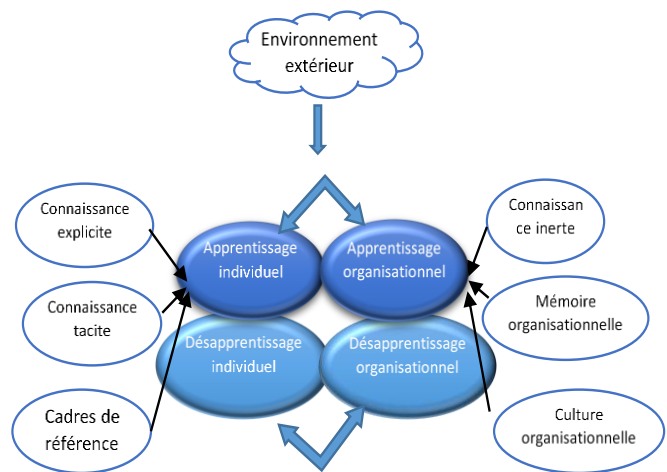 Environnement
extérieur
Connaissance
explicite
Connaissan
ce inerte
Apprentissage
individuel
Apprentissage
organisationnel
Connaissance
tacite
Mémoire
organisationnelle
Désapprentissage
individuel
Désapprentissage
organisationnel
Cadres de
référence
Culture
organisationnelle